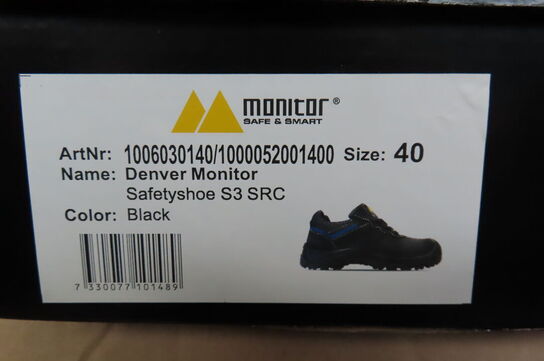 monitor®
SAFE & SMART
ArtNr: 1006030140/1000052001400 Size: 40
Name: Denver Monitor
Safetyshoe S3 SRC
Color: Black
7 330077 101489